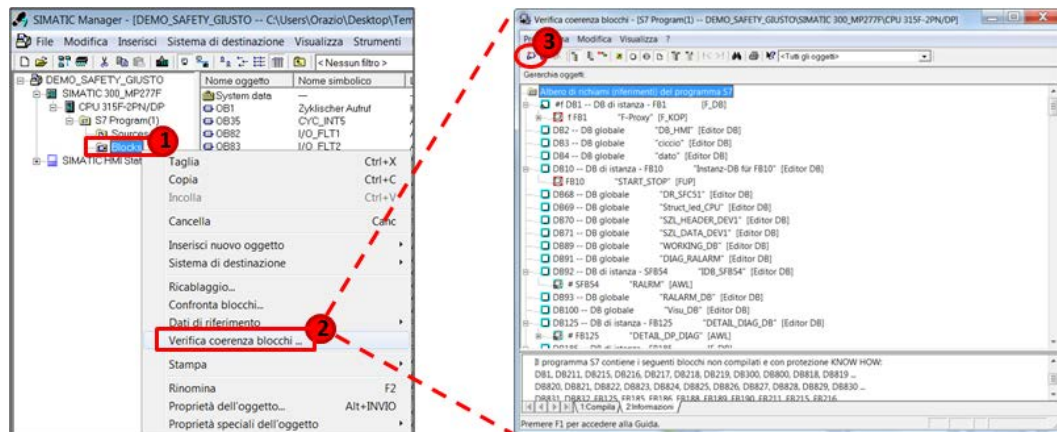 SIMATIC Manager - [DEMO_SAFETY_GIUSTO -- C:\Users\Orazio\Desktop\Tem
File Modifica Inserisci Sistema di destinazione Visualizza Strumenti
< Nessun filtro >
DEMO_SAFETY_GIUSTO
SIMATIC 300_MP277F
CPU 315F-2PN/DP
S7 Program(1)
Sources
Blocks
SIMATIC HMI Stat
Nome oggetto Nome simbolico
System data ---
OB1 Zyklischer Aufruf
OB35 CYC_INT5
OB82 I/O_FLT1
OB83 I/O_FLT2
1
Taglia Ctrl+X
Copia Ctrl+C
Incolla Ctrl+V
Cancella Canc
Inserisci nuovo oggetto
Sistema di destinazione
Ricablaggio...
Confronta blocchi...
Dati di riferimento
Verifica coerenza blocchi ...
2
Stampa
Rinomina F2
Proprietà dell'oggetto... Alt+INVIO
Proprietà speciali dell'oggetto
Verifica coerenza blocchi - [S7 Program(1) -- DEMO_SAFETY_GIUSTO\SIMATIC 300_MP277F\CPU 315F-2PN/DP]
Modifica Visualizza ?
3
<Tutti gli oggetti>
Gerarchia oggetti:
Albero di richiami (riferimenti) del programma S7
#f DB1 -- DB di istanza - FB1 [F_DB]
f FB1 "F-Proxy" [F_KOP]
DB2 -- DB globale "DB_HMI" [Editor DB]
DB3 -- DB globale "ciccio" [Editor DB]
DB4 -- DB globale "dato" [Editor DB]
DB10 -- DB di istanza - FB10 "Instanz-DB für FB10" [Editor DB]
FB10 "START_STOP" [FUP]
DB68 -- DB globale "DR_SFC51" [Editor DB]
DB69 -- DB globale "Struct_led_CPU" [Editor DB]
DB70 -- DB globale "SZL_HEADER_DEV1" [Editor DB]
DB71 -- DB globale "SZL_DATA_DEV1" [Editor DB]
DB89 -- DB globale "WORKING_DB" [Editor DB]
DB91 -- DB globale "DIAG_RALARM" [Editor DB]
DB92 -- DB di istanza - SFB54 "IDB_SFB54" [Editor DB]
# SFB54 "RALRM" [AWL]
DB93 -- DB globale "RALARM_DB" [Editor DB]
DB100 -- DB globale "Visu_DB" [Editor DB]
DB125 -- DB di istanza - FB125 "DETAIL_DIAG_DB" [Editor DB]
# FB125 "DETAIL_DP_DIAG" [AWL]
Il programma S7 contiene i seguenti blocchi non compilati e con protezione KNOW HOW:
DB1, DB211, DB215, DB216, DB217, DB218, DB219, DB300, DB800, DB818, DB819 ...
DB820, DB821, DB822, DB823, DB824, DB825, DB826, DB827, DB828, DB829, DB830 ...
DB831, DB832, FB125, FB185, FB186, FB188, FB189, FB190, FB211, FB215, FB216
1:Compila 2:Informazioni
Premere F1 per accedere alla Guida.